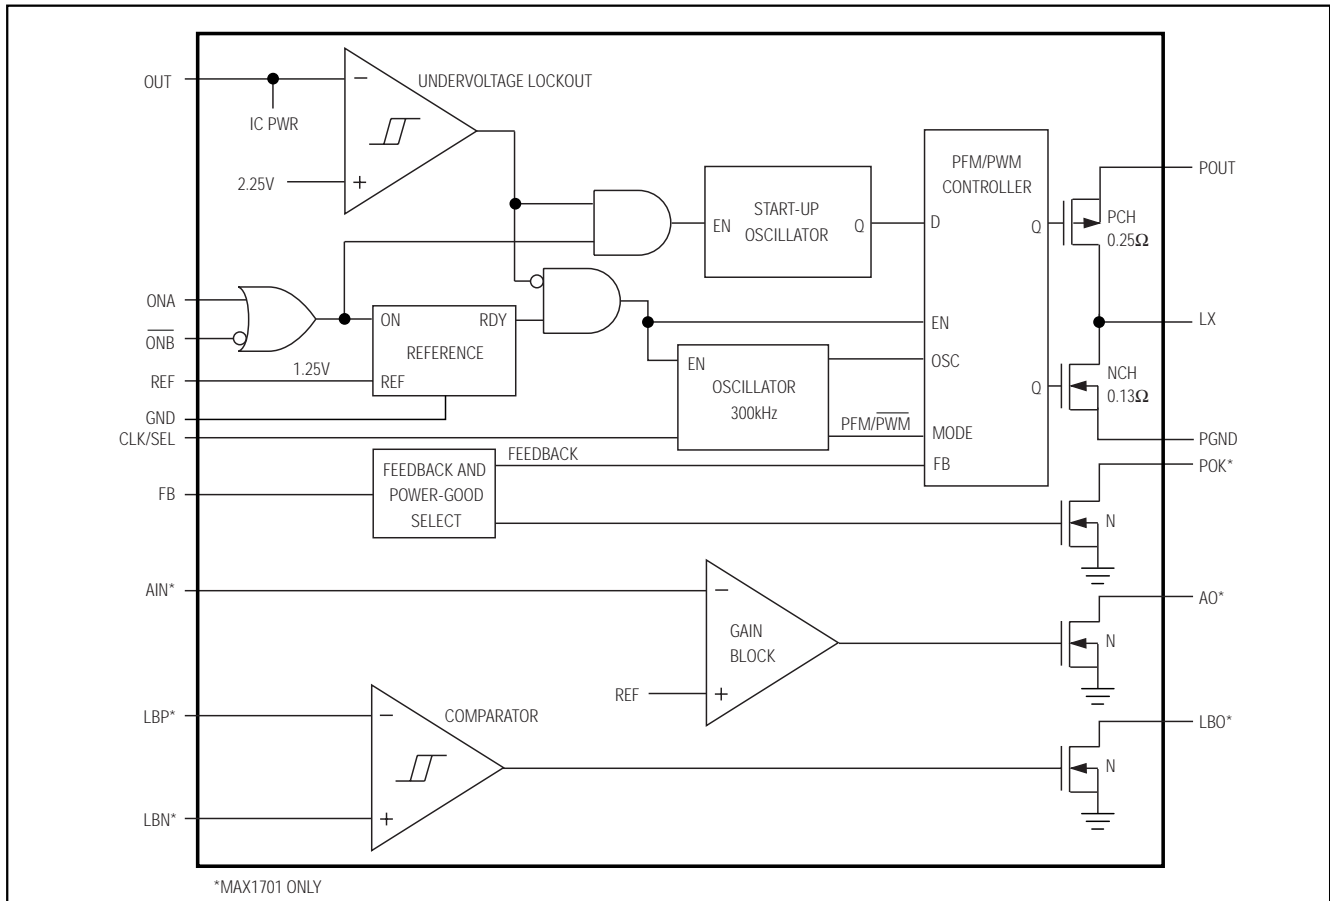 OUT
UNDERVOLTAGE LOCKOUT
−
IC PWR
2.25V
+
PFM/PWM
CONTROLLER
POUT
START-UP
OSCILLATOR
EN
Q
D
Q
PCH
0.25Ω
ONA
O̅N̅B̅
ON
RDY
REFERENCE
1.25V
REF
REF
GND
CLK/SEL
EN
LX
EN
OSCILLATOR
300kHz
OSC
Q
NCH
0.13Ω
PFM/P̅W̅M̅
MODE
PGND
FEEDBACK
FB
POK*
FB
FEEDBACK AND
POWER-GOOD
SELECT
N
AIN*
−
GAIN
BLOCK
REF
+
AO*
N
LBP*
−
COMPARATOR
LBO*
N
LBN*
+
*MAX1701 ONLY